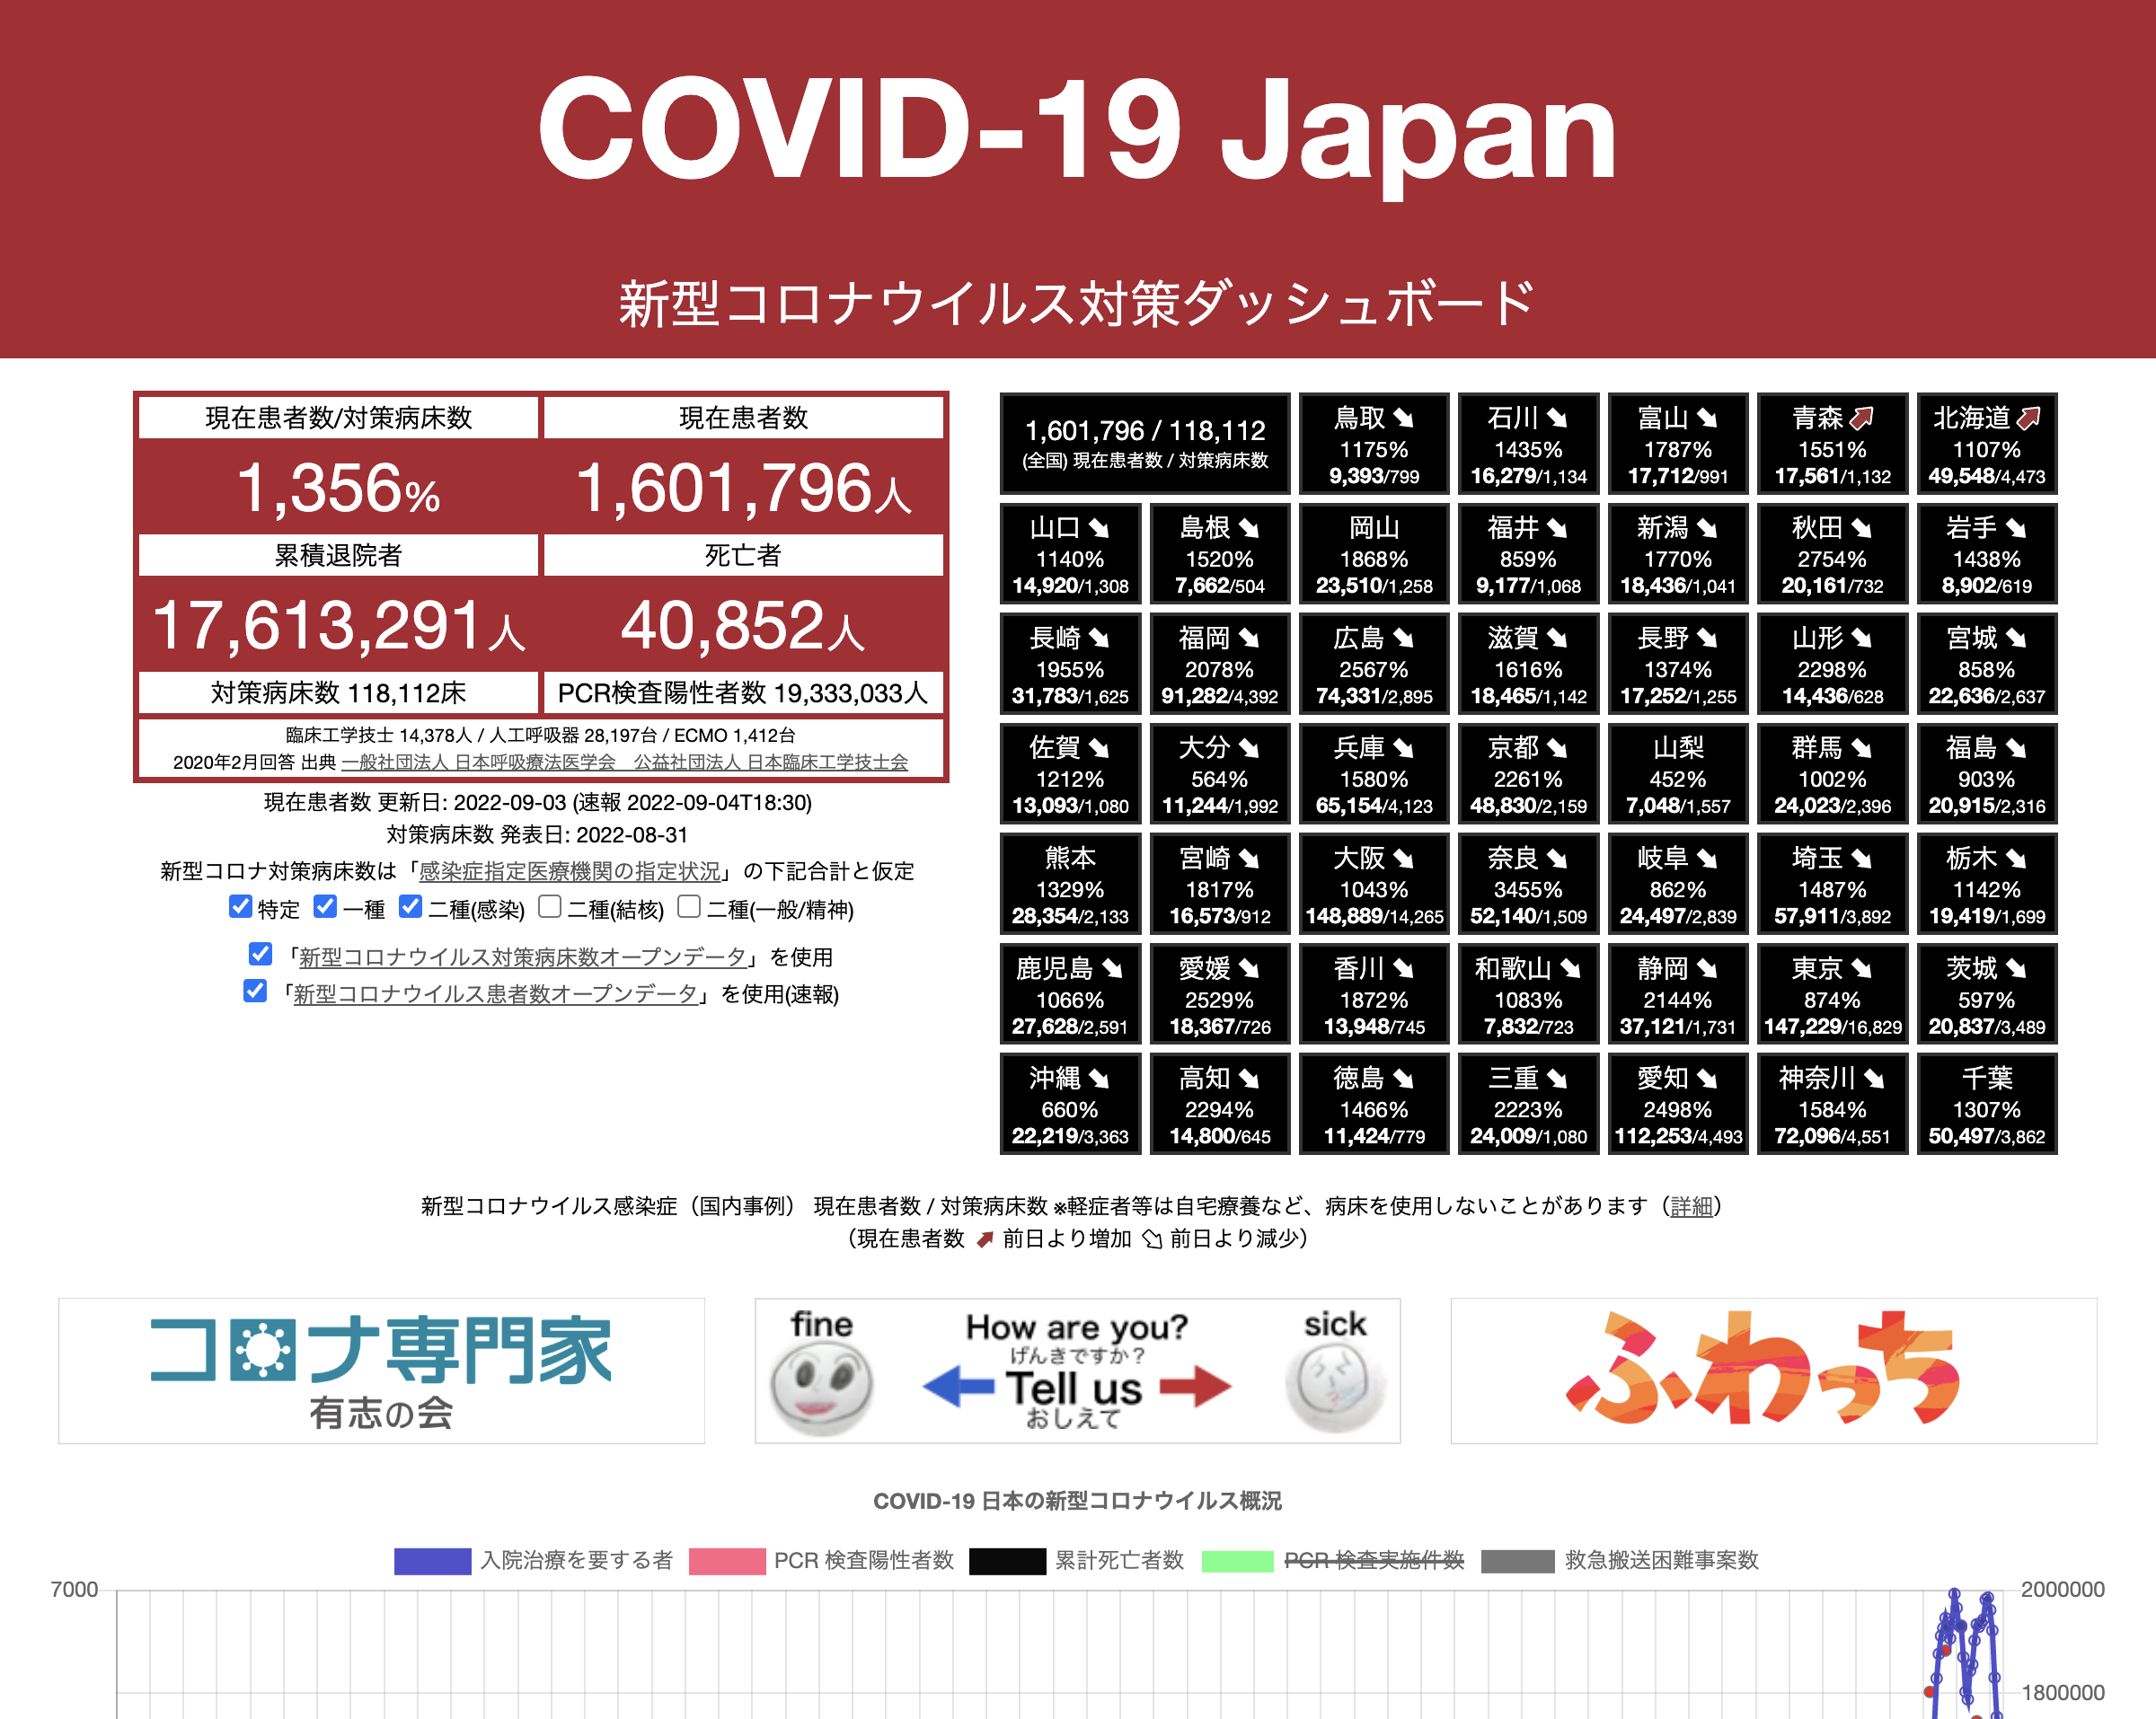 COVID-19 Japan
新型コロナウイルス対策ダッシュボード
現在患者数/対策病床数
現在患者数
1,356%
1,601,796人
累積退院者
死亡者
17,613,291人
40,852人
対策病床数 118,112床
PCR検査陽性者数 19,333,033人
臨床工学技士 14,378人 / 人工呼吸器 28,197台 / ECMO 1,412台
2020年2月回答 出典 一般社団法人 日本呼吸療法医学会　公益社団法人 日本臨床工学技士会
現在患者数 更新日: 2022-09-03 (速報 2022-09-04T18:30)
対策病床数 発表日: 2022-08-31
新型コロナ対策病床数は「感染症指定医療機関の指定状況」の下記合計と仮定
特定 一種 二種(感染) 二種(結核) 二種(一般/精神)
「新型コロナウイルス対策病床数オープンデータ」を使用
「新型コロナウイルス患者数オープンデータ」を使用(速報)
1,601,796 / 118,112
(全国) 現在患者数 / 対策病床数
鳥取
1175%
9,393/799
石川
1435%
16,279/1,134
富山
1787%
17,712/991
青森
1551%
17,561/1,132
北海道
1107%
49,548/4,473
山口
1140%
14,920/1,308
島根
1520%
7,662/504
岡山
1868%
23,510/1,258
福井
859%
9,177/1,068
新潟
1770%
18,436/1,041
秋田
2754%
20,161/732
岩手
1438%
8,902/619
長崎
1955%
31,783/1,625
福岡
2078%
91,282/4,392
広島
2567%
74,331/2,895
滋賀
1616%
18,465/1,142
長野
1374%
17,252/1,255
山形
2298%
14,436/628
宮城
858%
22,636/2,637
佐賀
1212%
13,093/1,080
大分
564%
11,244/1,992
兵庫
1580%
65,154/4,123
京都
2261%
48,830/2,159
山梨
452%
7,048/1,557
群馬
1002%
24,023/2,396
福島
903%
20,915/2,316
熊本
1329%
28,354/2,133
宮崎
1817%
16,573/912
大阪
1043%
148,889/14,265
奈良
3455%
52,140/1,509
岐阜
862%
24,497/2,839
埼玉
1487%
57,911/3,892
栃木
1142%
19,419/1,699
鹿児島
1066%
27,628/2,591
愛媛
2529%
18,367/726
香川
1872%
13,948/745
和歌山
1083%
7,832/723
静岡
2144%
37,121/1,731
東京
874%
147,229/16,829
茨城
597%
20,837/3,489
沖縄
660%
22,219/3,363
高知
2294%
14,800/645
徳島
1466%
11,424/779
三重
2223%
24,009/1,080
愛知
2498%
112,253/4,493
神奈川
1584%
72,096/4,551
千葉
1307%
50,497/3,862
新型コロナウイルス感染症（国内事例） 現在患者数 / 対策病床数 ※軽症者等は自宅療養など、病床を使用しないことがあります（詳細）
（現在患者数 前日より増加 前日より減少）
コロナ専門家
有志の会
fine
How are you?
げんきですか？
Tell us
おしえて
sick
ふわっち
COVID-19 日本の新型コロナウイルス概況
入院治療を要する者 PCR 検査陽性者数 累計死亡者数 PCR 検査実施件数 救急搬送困難事案数
7000
2000000
1800000